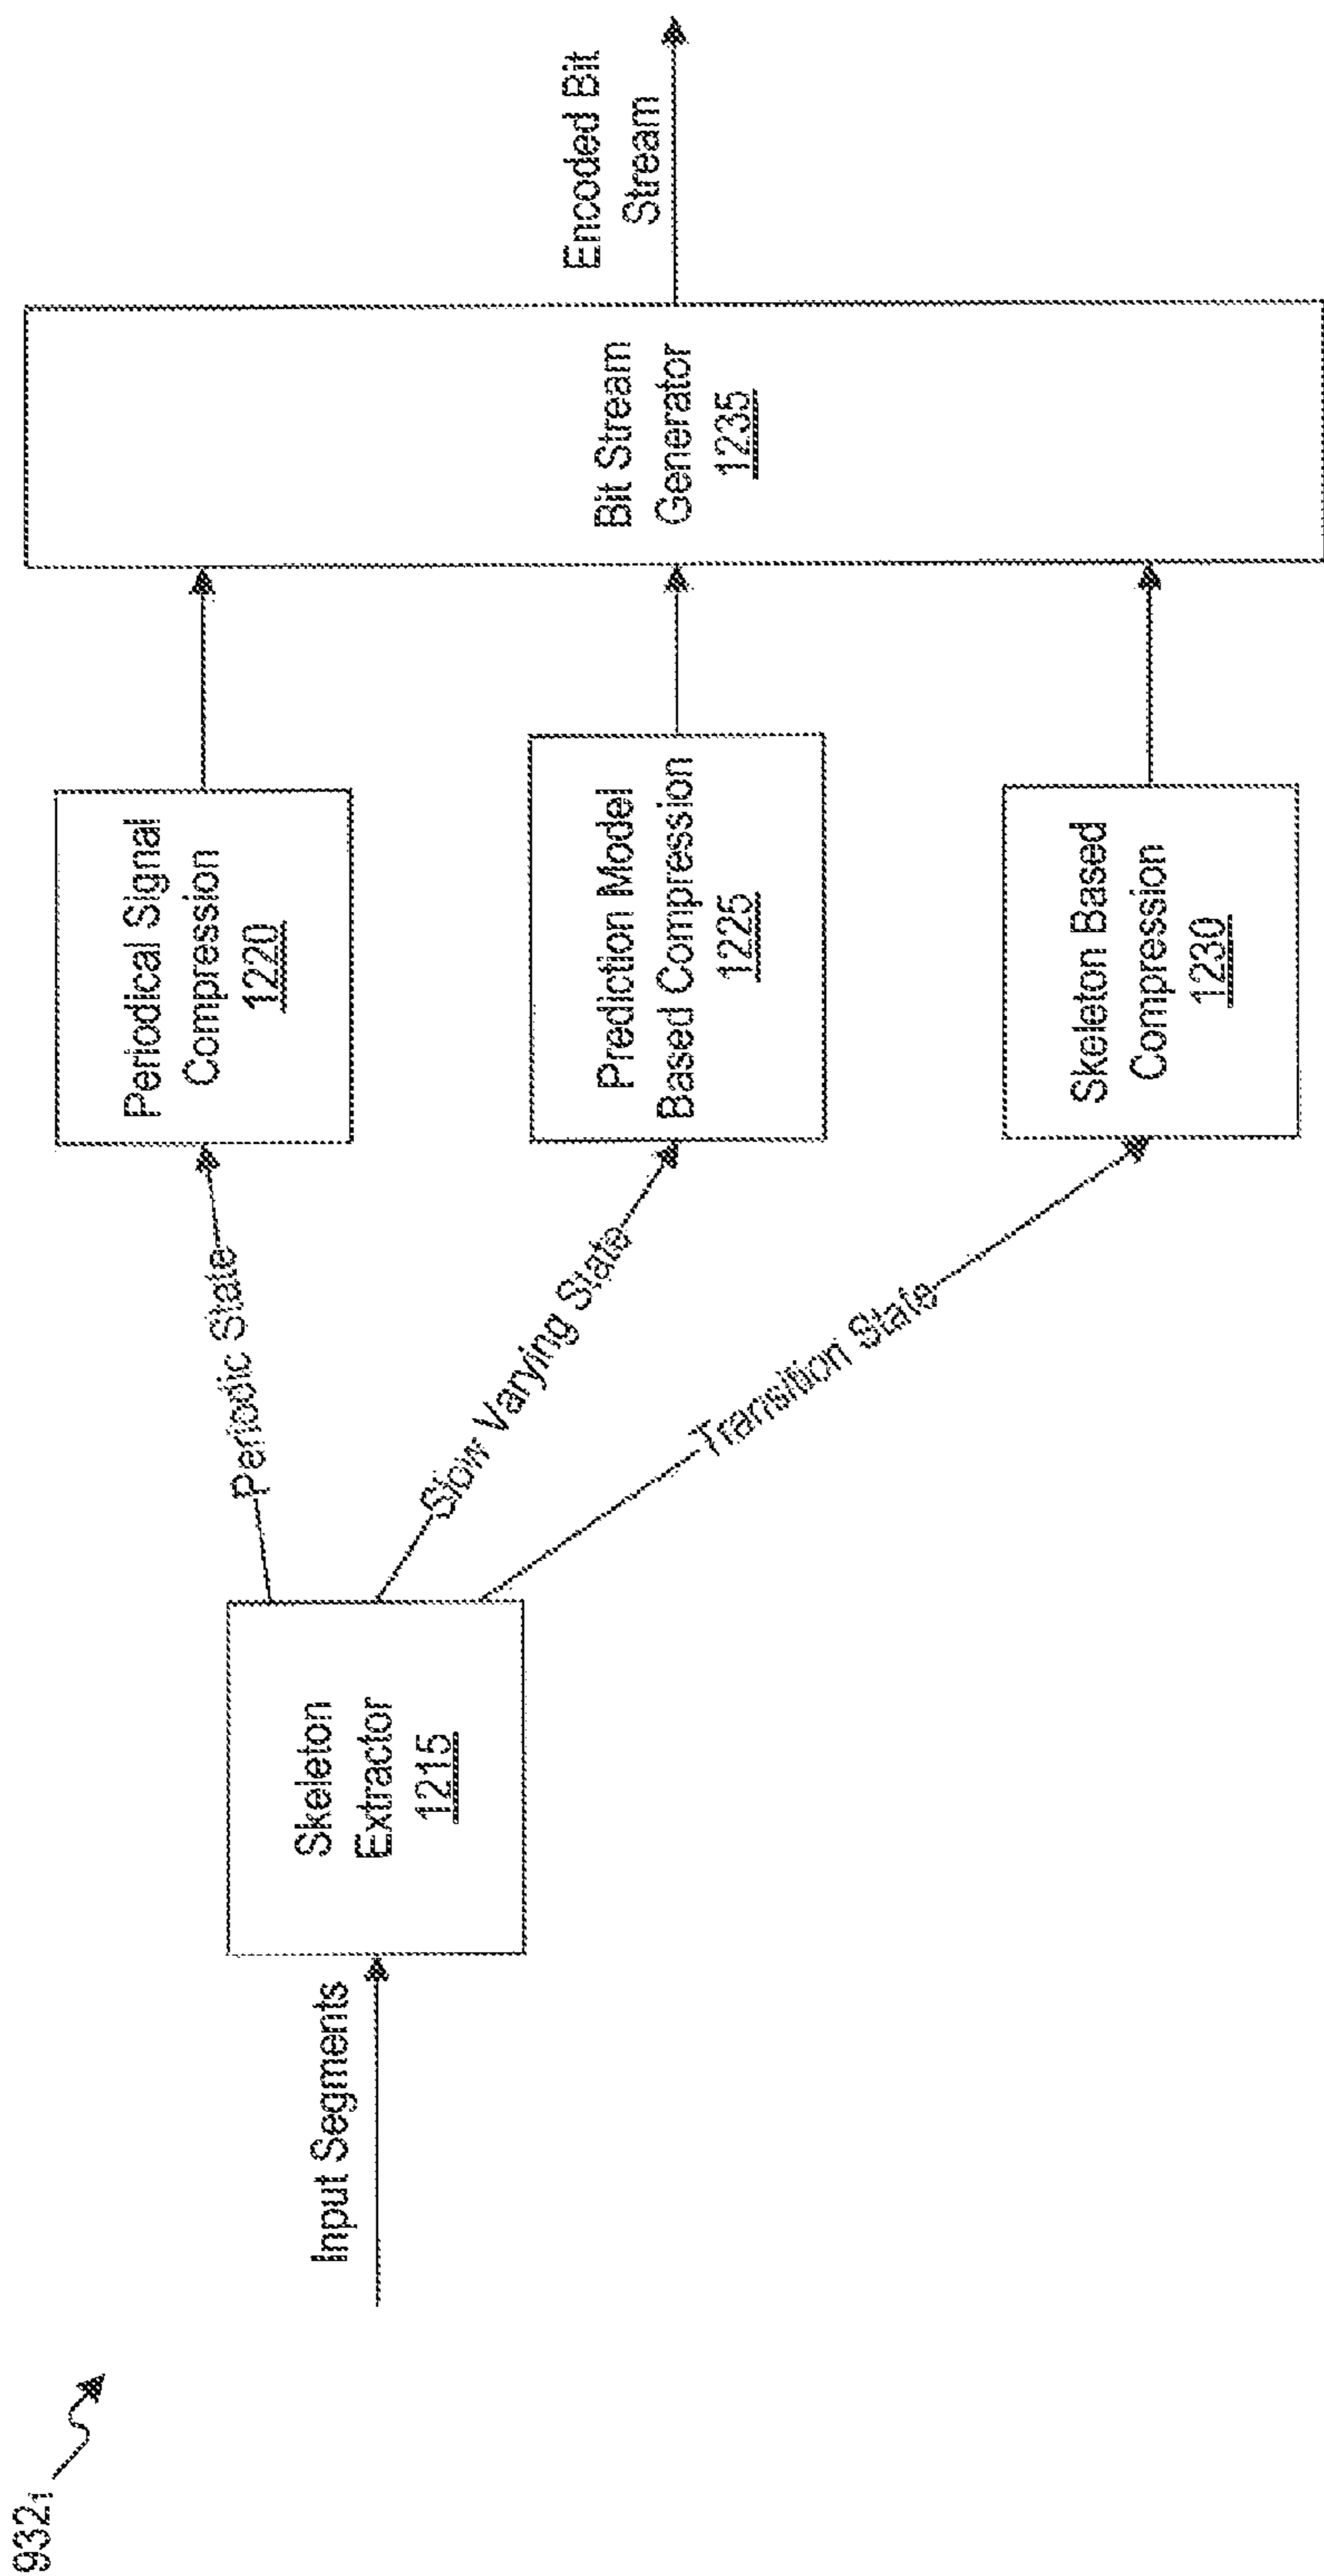 932₁
Input Segments
Skeleton
Extractor
1215
Periodic State
Slow Varying State
Transition State
Periodical Signal
Compression
1220
Prediction Model
Based Compression
1225
Skeleton Based
Compression
1230
Bit Stream
Generator
1235
Encoded Bit
Stream